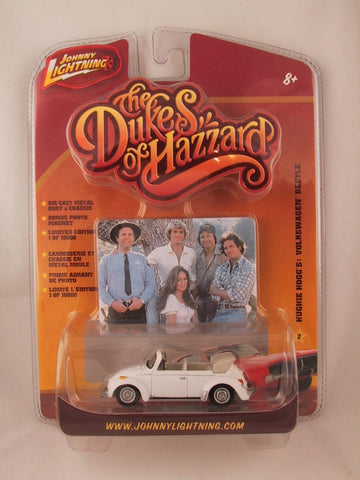 JOHNNY
LIGHTNING
8+
The
Dukes
of Hazzard
DIE-CAST METAL
BODY & CHASSIS
BONUS PHOTO
MAGNET
LIMITED EDITION
1 OF 10000
CARROSSERIE ET
CHASSIS EN
METAL MOULE
PRIME AIMANT
DE PHOTO
LIMITE L'EDITION
1 OF 10000
HUGHIE HOGG'S: VOLKSWAGEN BEETLE
2
WWW.JOHNNYLIGHTNING.COM